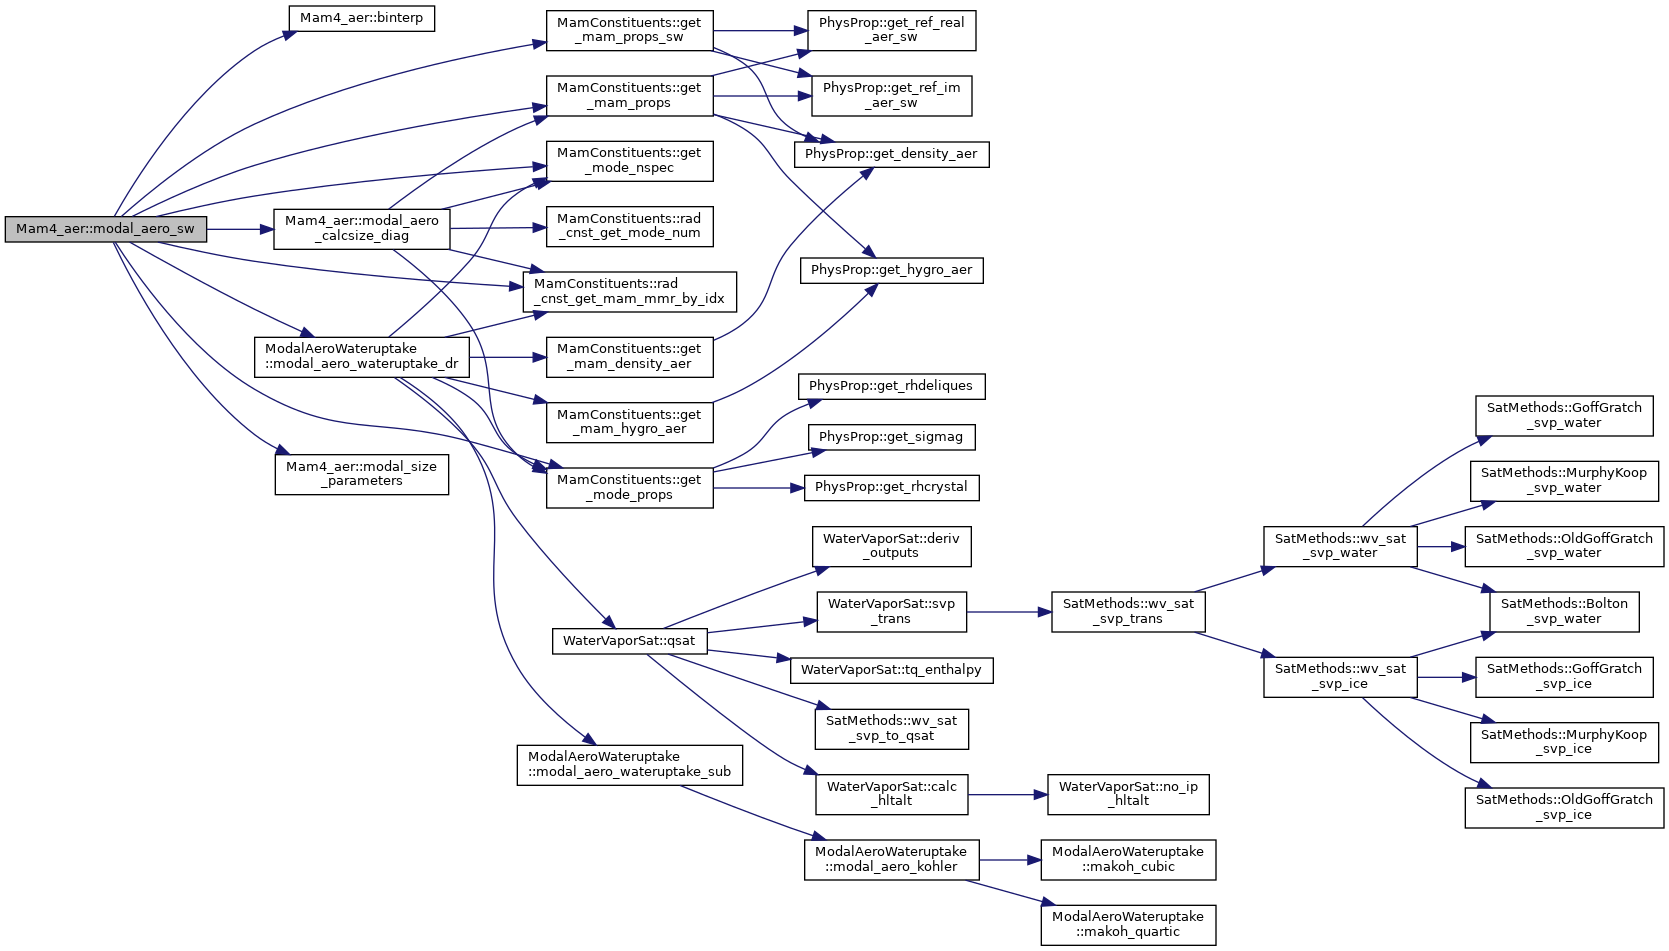 Mam4_aer::modal_aero_sw
Mam4_aer::binterp
MamConstituents::get
_mam_props_sw
MamConstituents::get
_mam_props
MamConstituents::get
_mode_nspec
Mam4_aer::modal_aero
_calcsize_diag
MamConstituents::rad
_cnst_get_mode_num
MamConstituents::rad
_cnst_get_mam_mmr_by_idx
ModalAeroWateruptake
::modal_aero_wateruptake_dr
MamConstituents::get
_mam_density_aer
MamConstituents::get
_mam_hygro_aer
Mam4_aer::modal_size
_parameters
MamConstituents::get
_mode_props
PhysProp::get_ref_real
_aer_sw
PhysProp::get_ref_im
_aer_sw
PhysProp::get_density_aer
PhysProp::get_hygro_aer
PhysProp::get_rhdeliques
PhysProp::get_sigmag
PhysProp::get_rhcrystal
WaterVaporSat::qsat
WaterVaporSat::deriv
_outputs
WaterVaporSat::svp
_trans
WaterVaporSat::tq_enthalpy
SatMethods::wv_sat
_svp_to_qsat
WaterVaporSat::calc
_hltalt
WaterVaporSat::no_ip
_hltalt
ModalAeroWateruptake
::modal_aero_wateruptake_sub
ModalAeroWateruptake
::modal_aero_kohler
ModalAeroWateruptake
::makoh_cubic
ModalAeroWateruptake
::makoh_quartic
SatMethods::wv_sat
_svp_trans
SatMethods::wv_sat
_svp_water
SatMethods::wv_sat
_svp_ice
SatMethods::GoffGratch
_svp_water
SatMethods::MurphyKoop
_svp_water
SatMethods::OldGoffGratch
_svp_water
SatMethods::Bolton
_svp_water
SatMethods::GoffGratch
_svp_ice
SatMethods::MurphyKoop
_svp_ice
SatMethods::OldGoffGratch
_svp_ice